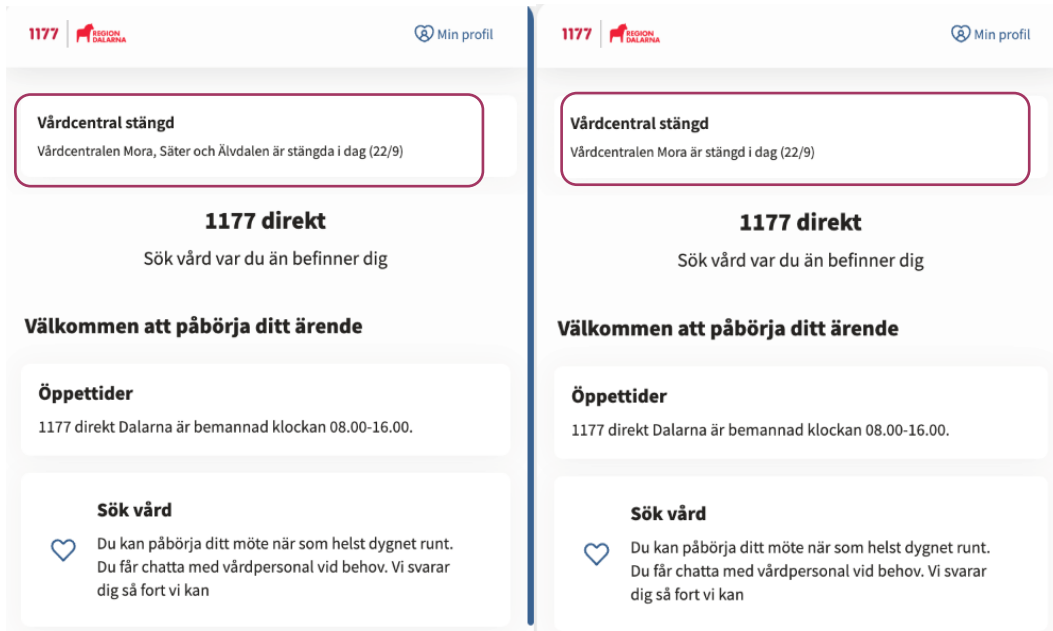 1177 REGION DALARNA Min profil
Vårdcentral stängd
Vårdcentralen Mora, Säter och Älvdalen är stängda i dag (22/9)
1177 direkt
Sök vård var du än befinner dig
Välkommen att påbörja ditt ärende
Öppettider
1177 direkt Dalarna är bemannad klockan 08.00-16.00.
Sök vård
Du kan påbörja ditt möte när som helst dygnet runt.
Du får chatta med vårdpersonal vid behov. Vi svarar
dig så fort vi kan
1177 REGION DALARNA Min profil
Vårdcentral stängd
Vårdcentralen Mora är stängd i dag (22/9)
1177 direkt
Sök vård var du än befinner dig
Välkommen att påbörja ditt ärende
Öppettider
1177 direkt Dalarna är bemannad klockan 08.00-16.00.
Sök vård
Du kan påbörja ditt möte när som helst dygnet runt.
Du får chatta med vårdpersonal vid behov. Vi svarar
dig så fort vi kan